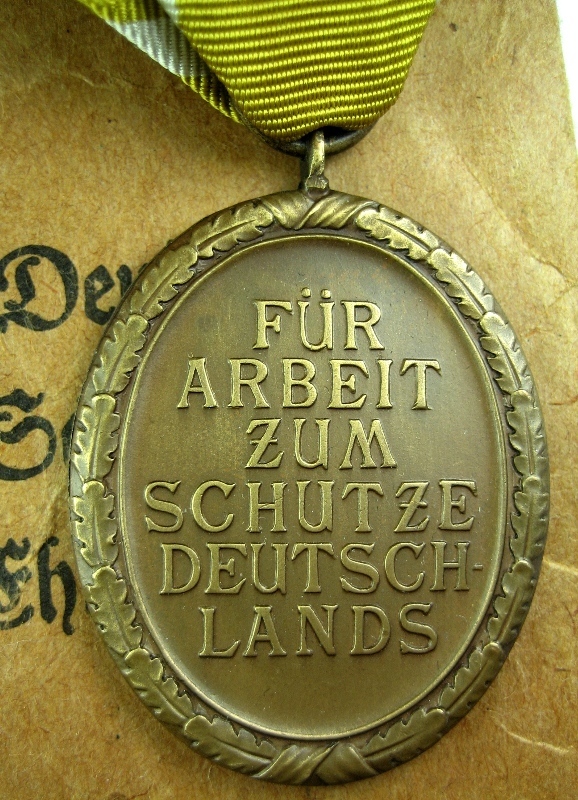 FÜR
ARBEIT
ZUM
SCHUTZE
DEUTSCH-
LANDS